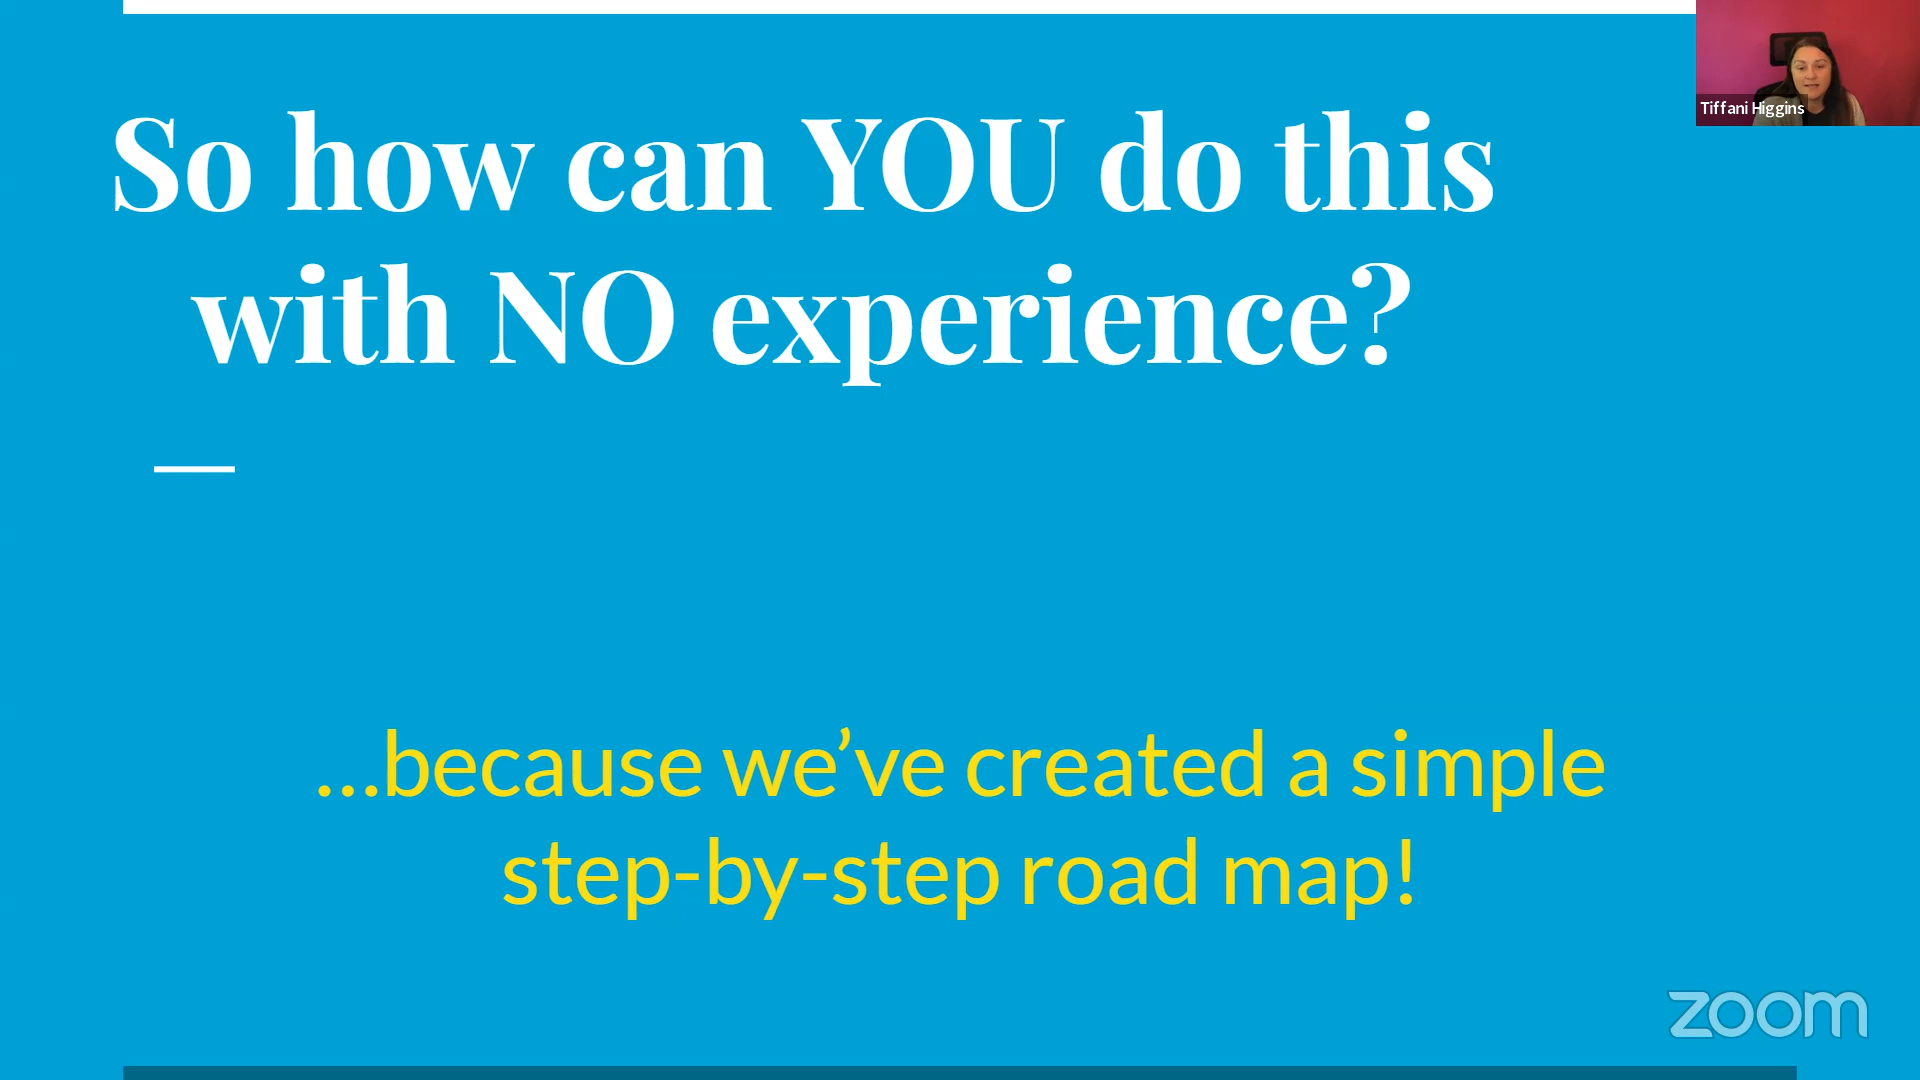 Tiffani Higgins
So how can YOU do this
with NO experience?
...because we’ve created a simple
step-by-step road map!
zoom